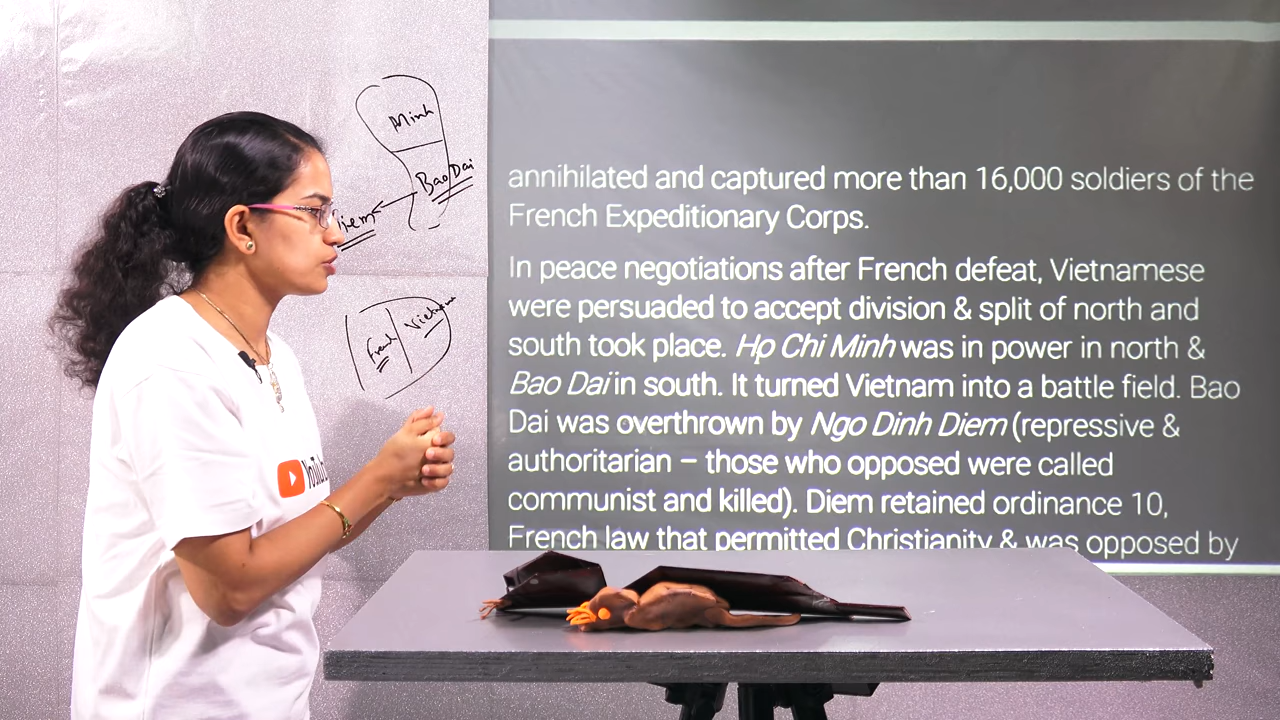 Minh
Bao Dai
Diem
French
annihilated and captured more than 16,000 soldiers of the
French Expeditionary Corps.
In peace negotiations after French defeat, Vietnamese
were persuaded to accept division & split of north and
south took place. Hp Chi Minh was in power in north &
Bao Dai in south. It turned Vietnam into a battle field. Bao
Dai was overthrown by Ngo Dinh Diem (repressive &
authoritarian – those who opposed were called
communist and killed). Diem retained ordinance 10,
French law that permitted Christianity & was opposed by